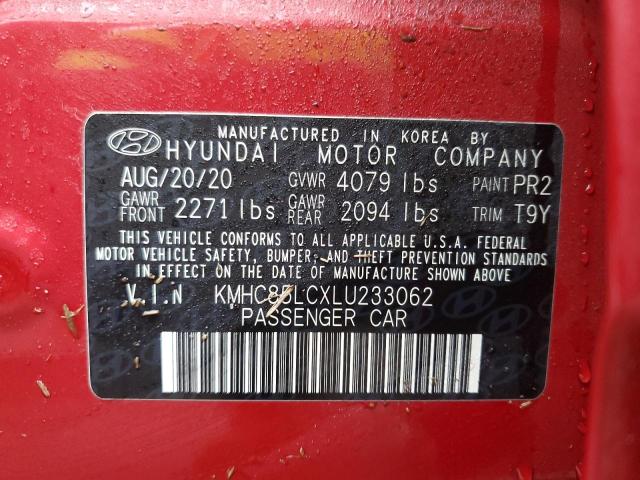 MANUFACTURED IN KOREA BY
HYUNDAI MOTOR COMPANY
AUG/20/20 GVWR 4079 lbs PAINT PR2
GAWR FRONT 2271 lbs GAWR REAR 2094 lbs TRIM T9Y
THIS VEHICLE CONFORMS TO ALL APPLICABLE U.S.A. FEDERAL
MOTOR VEHICLE SAFETY, BUMPER, AND THEFT PREVENTION STANDARDS
IN EFFECT ON THE DATE OF MANUFACTURE SHOWN ABOVE
V.I.N
PASSENGER CAR